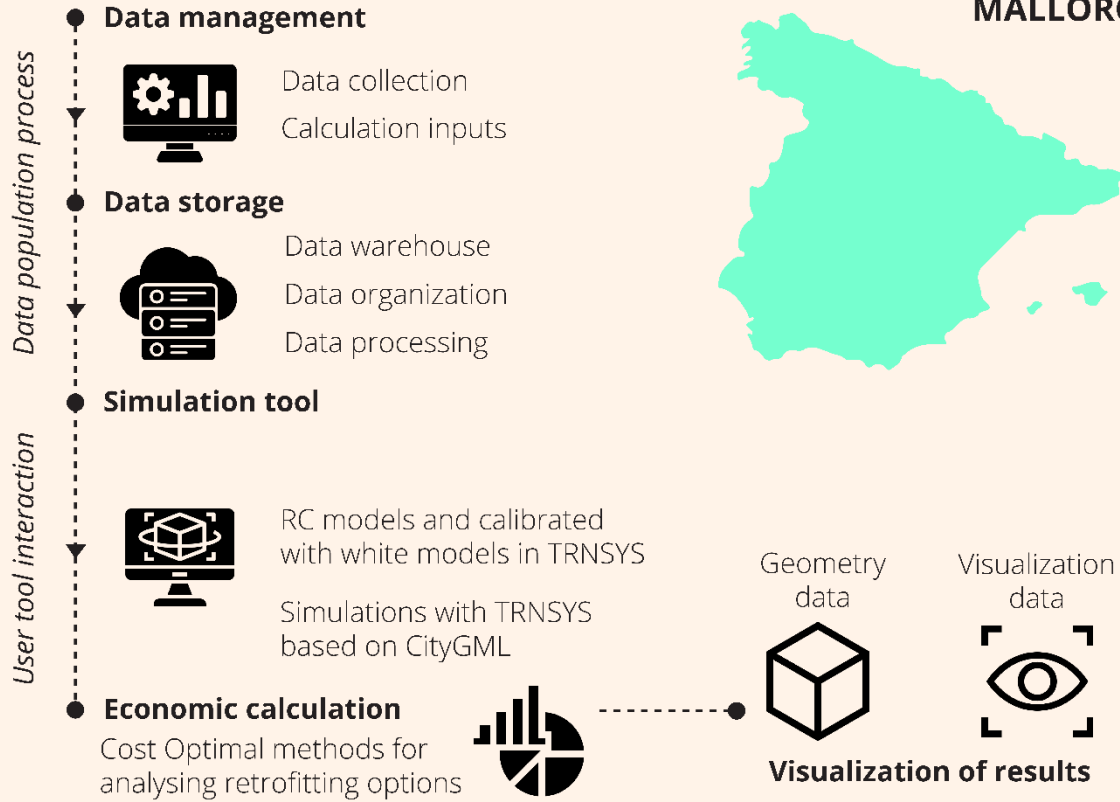 Data management
Data collection
Calculation inputs
Data storage
Data warehouse
Data organization
Data processing
Data population process
Simulation tool
RC models and calibrated
with white models in TRNSYS
Simulations with TRNSYS
based on CityGML
User tool interaction
Economic calculation
Cost Optimal methods for
analysing retrofitting options
Geometry
data
Visualization
data
Visualization of results